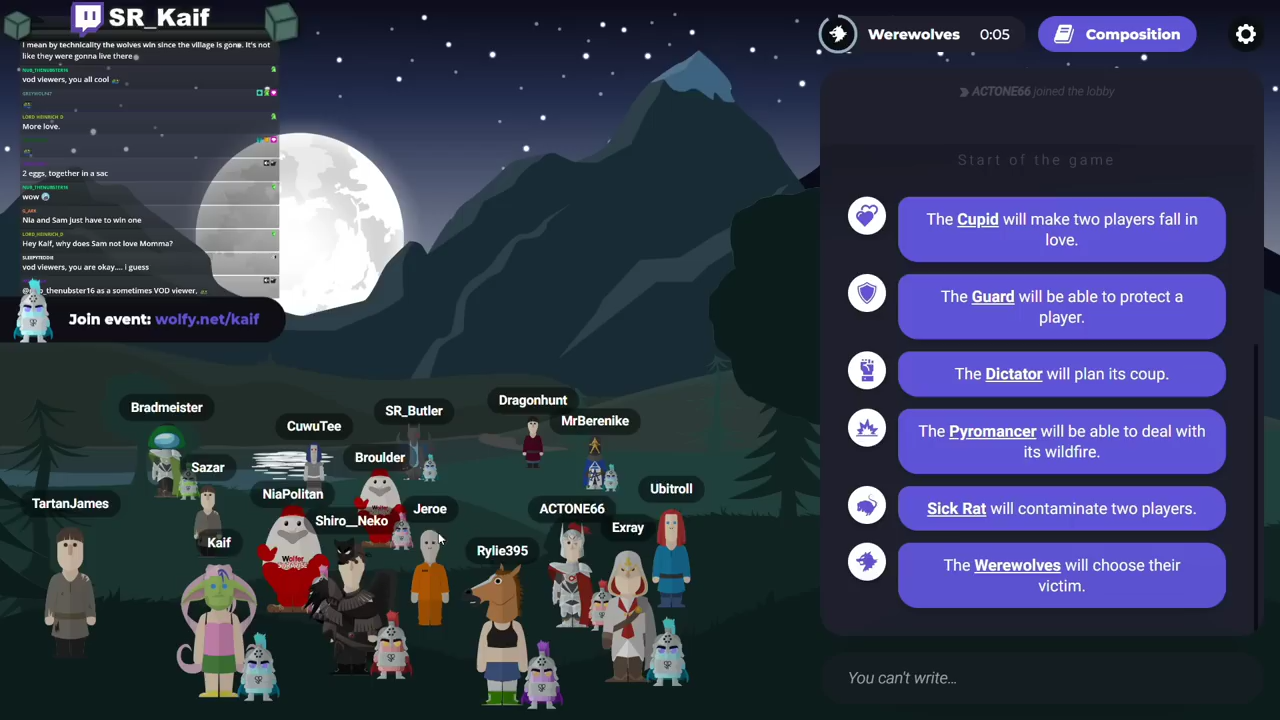 SR_Kaif
I mean by technicality the wolves win since the village is gone. It's not
like they were gonna live there
NUB_THENUBSTER16
vod viewers, you all cool
LORD_HEINRICH_D
More love.
2 eggs, together in a sac
NUB_THENUBSTER16
wow
Nia and Sam just have to win one
LORD_HEINRICH_D
Hey Kaif, why does Sam not love Momma?
SLEEPYTEDDIE
vod viewers, you are okay.... I guess
as a sometimes VOD viewer,
Join event: wolfy.net/kaif
Werewolves 0:05
Composition
ACTONE66 joined the lobby
Start of the game
The Cupid will make two players fall in
love.
The Guard will be able to protect a
player.
The Dictator will plan its coup.
The Pyromancer will be able to deal with
its wildfire.
Sick Rat will contaminate two players.
The Werewolves will choose their
victim.
You can't write...
Bradmeister
CuwuTee
SR_Butler
Dragonhunt
MrBerenike
Sazar
Broulder
TartanJames
NiaPolitan
Shiro__Neko
Jeroe
ACTONE66
Ubitroll
Kaif
Rylie395
Exray
Wolfer